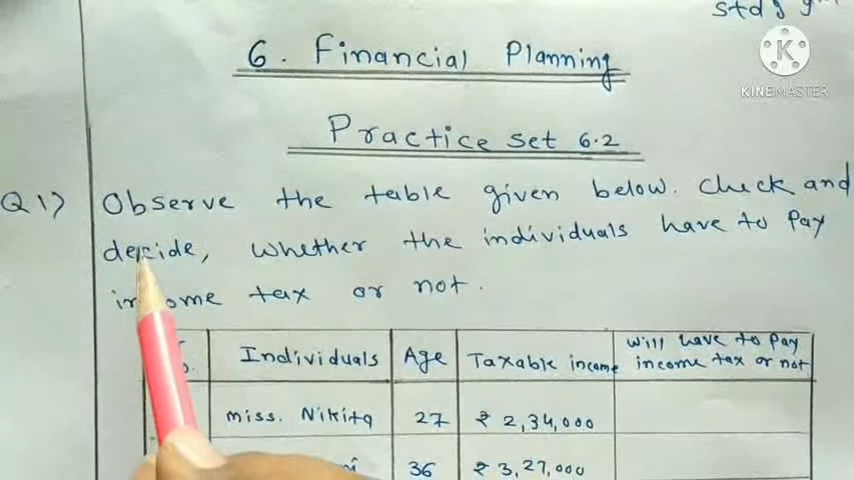 std 9th
6. Financial Planning
KINEMASTER
Practice set 6.2
Q1) Observe the table given below. Check and
decide, whether the individuals have to pay
income tax or not.
Individuals Age Taxable income will have to pay income tax or not
Miss. Nikita 27 ₹ 2,34,000
36 ₹ 3,27,000